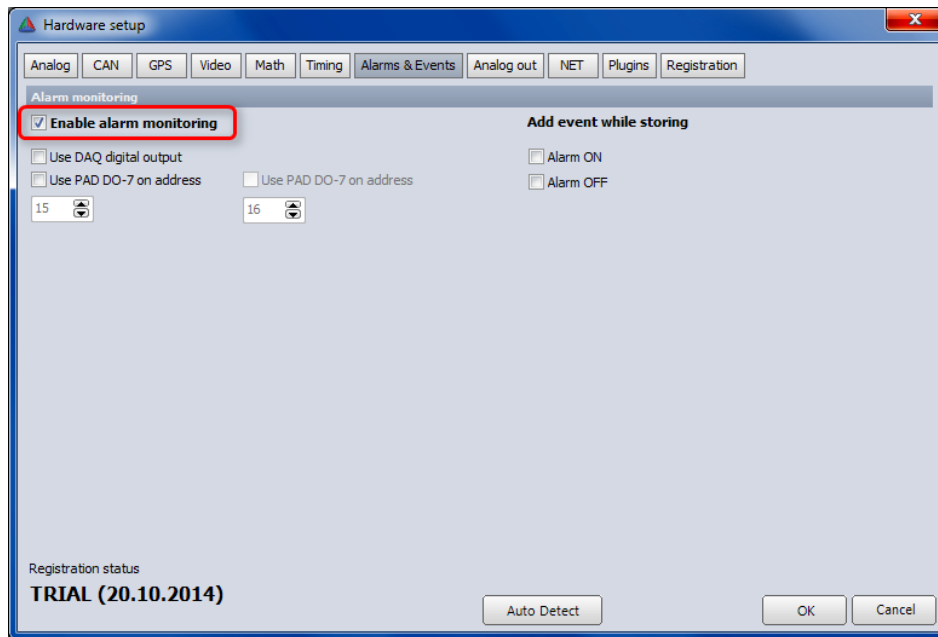 Hardware setup
Analog CAN GPS Video Math Timing Alarms & Events Analog out NET Plugins Registration
Alarm monitoring
Enable alarm monitoring Add event while storing
Use DAQ digital output Alarm ON
Use PAD DO-7 on address Use PAD DO-7 on address Alarm OFF
15 16
Registration status
TRIAL (20.10.2014)
Auto Detect OK Cancel